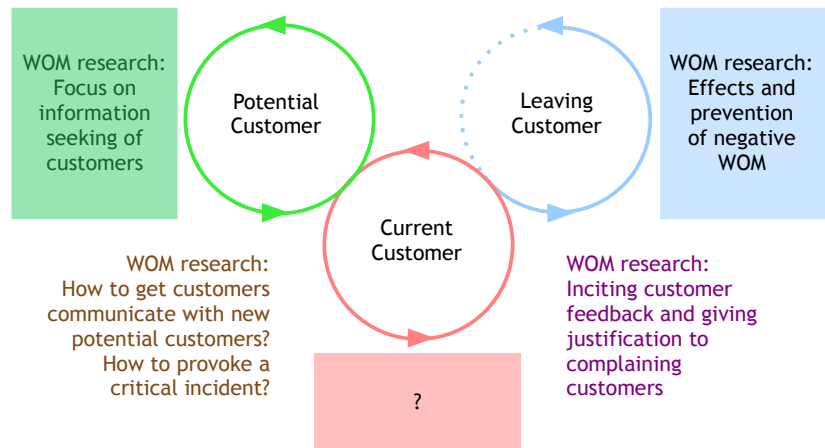 WOM research:
Focus on
information
seeking of
customers
Potential
Customer
Leaving
Customer
WOM research:
Effects and
prevention
of negative
WOM
Current
Customer
WOM research:
How to get customers
communicate with new
potential customers?
How to provoke a
critical incident?
WOM research:
Inciting customer
feedback and giving
justification to
complaining
customers
?